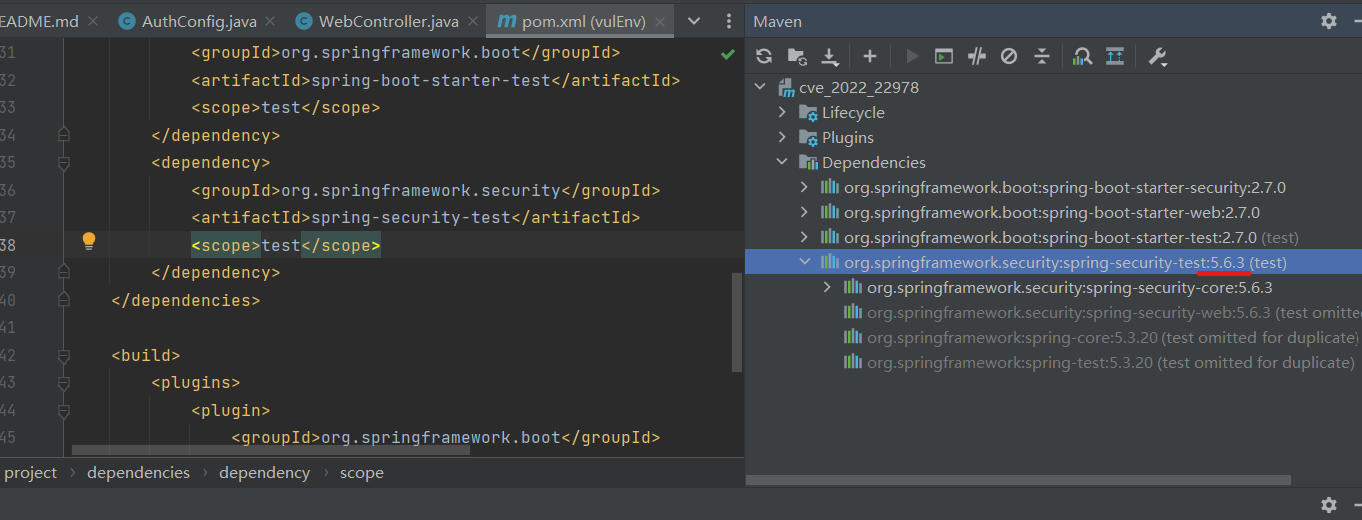 EADME.md
AuthConfig.java
WebController.java
pom.xml (vulEnv)
31 <groupId>org.springframework.boot</groupId>
32 <artifactId>spring-boot-starter-test</artifactId>
33 <scope>test</scope>
34 </dependency>
35 <dependency>
36 <groupId>org.springframework.security</groupId>
37 <artifactId>spring-security-test</artifactId>
38 <scope>test</scope>
39 </dependency>
40 </dependencies>
41
42 <build>
43 <plugins>
44 <plugin>
45 <groupId>org.springframework.boot</groupId>
project > dependencies > dependency > scope
Maven
cve_2022_22978
Lifecycle
Plugins
Dependencies
org.springframework.boot:spring-boot-starter-security:2.7.0
org.springframework.boot:spring-boot-starter-web:2.7.0
org.springframework.boot:spring-boot-starter-test:2.7.0 (test)
org.springframework.security:spring-security-test:5.6.3 (test)
org.springframework.security:spring-security-core:5.6.3
org.springframework.security:spring-security-web:5.6.3 (test omitted
org.springframework:spring-core:5.3.20 (test omitted for duplicate)
org.springframework:spring-test:5.3.20 (test omitted for duplicate)